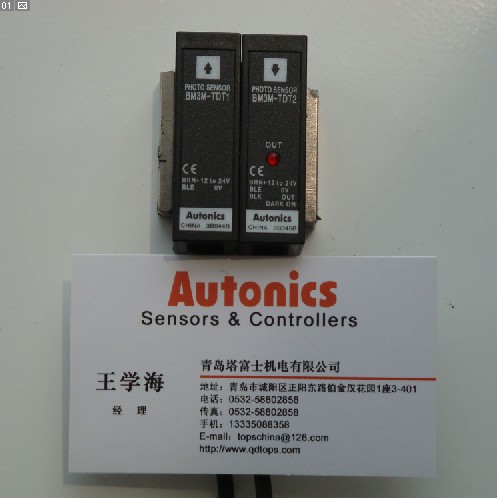 01
PHOTO SENSOR
BM3M-TDT1
BRN+12 to 24V
BLE 0V
Autonics
PHOTO SENSOR
BM3M-TDT2
OUT
BRN+12 to 24V
BLE 0V
BLK OUT
DARK ON
Autonics
Autonics
Sensors & Controllers
青岛塔富士机电有限公司
王学海
经 理
地址：青岛市城阳区正阳东路伯金汉花园1座3-401
电话：0532-58802858
传真：0532-58802858
手机：13335088358
E-mail：topschina@126.com
http://www.qdtops.com